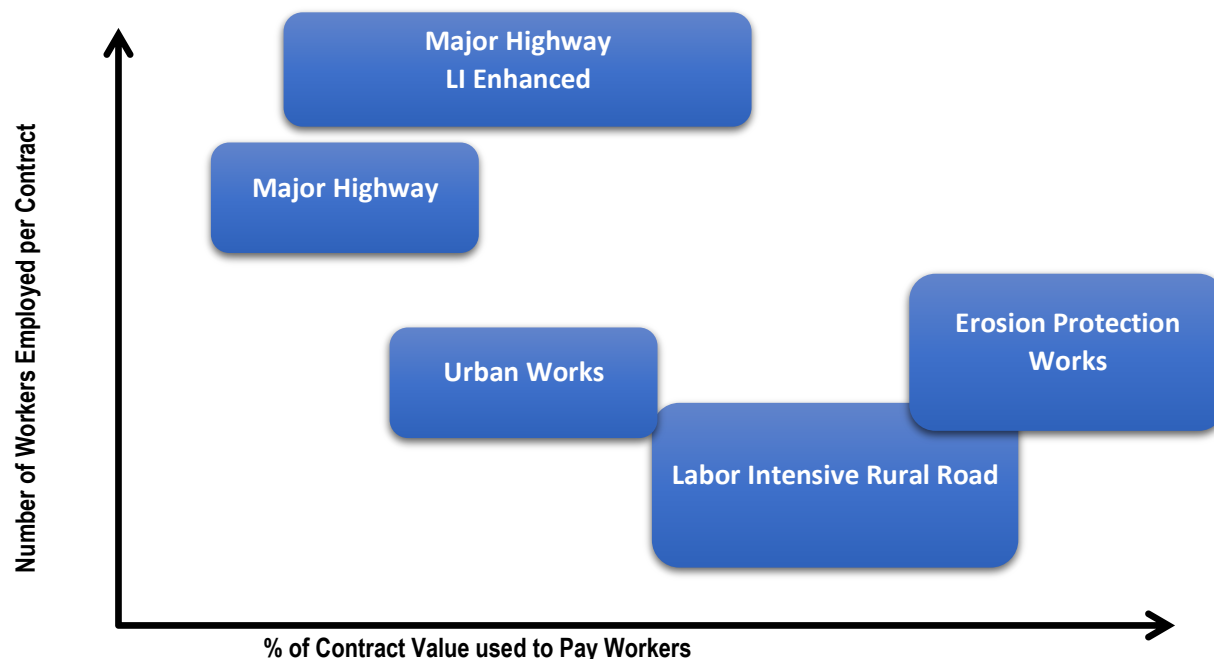 Major Highway
LI Enhanced
Major Highway
Erosion Protection
Works
Urban Works
Labor Intensive Rural Road
Number of Workers Employed per Contract
% of Contract Value used to Pay Workers